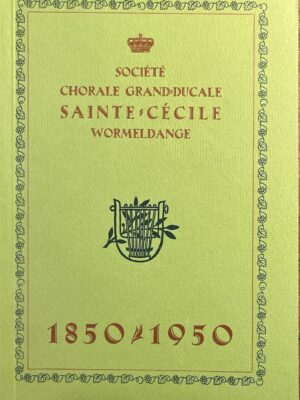 SOCIÉTÉ
CHORALE GRAND-DUCALE
SAINTE-CÉCILE
WORMELDANGE
1850-1950